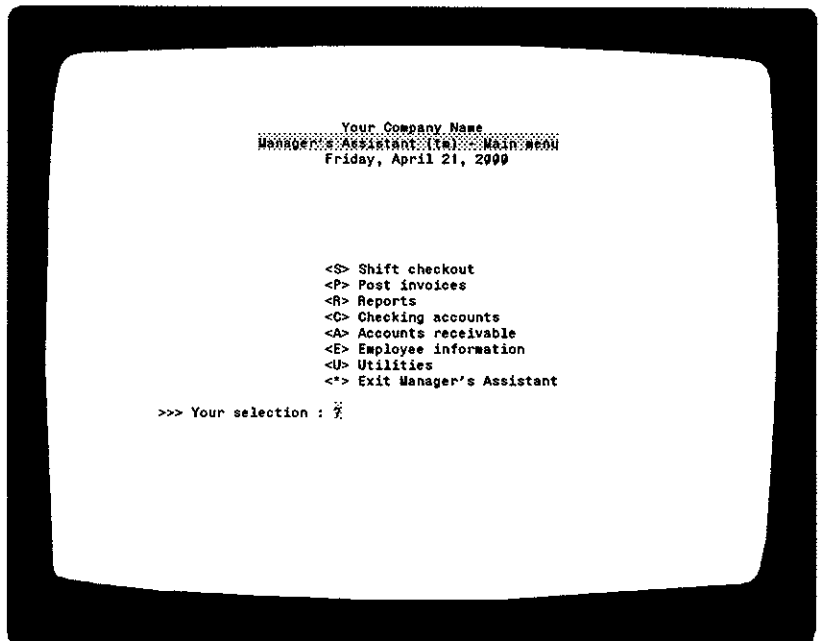 Your Company Name
Manager's Assistant (tm) - Main menu
Friday, April 21, 2000
<S> Shift checkout
<P> Post invoices
<R> Reports
<C> Checking accounts
<A> Accounts receivable
<E> Employee information
<U> Utilities
<*> Exit Manager's Assistant
>>> Your selection : ?